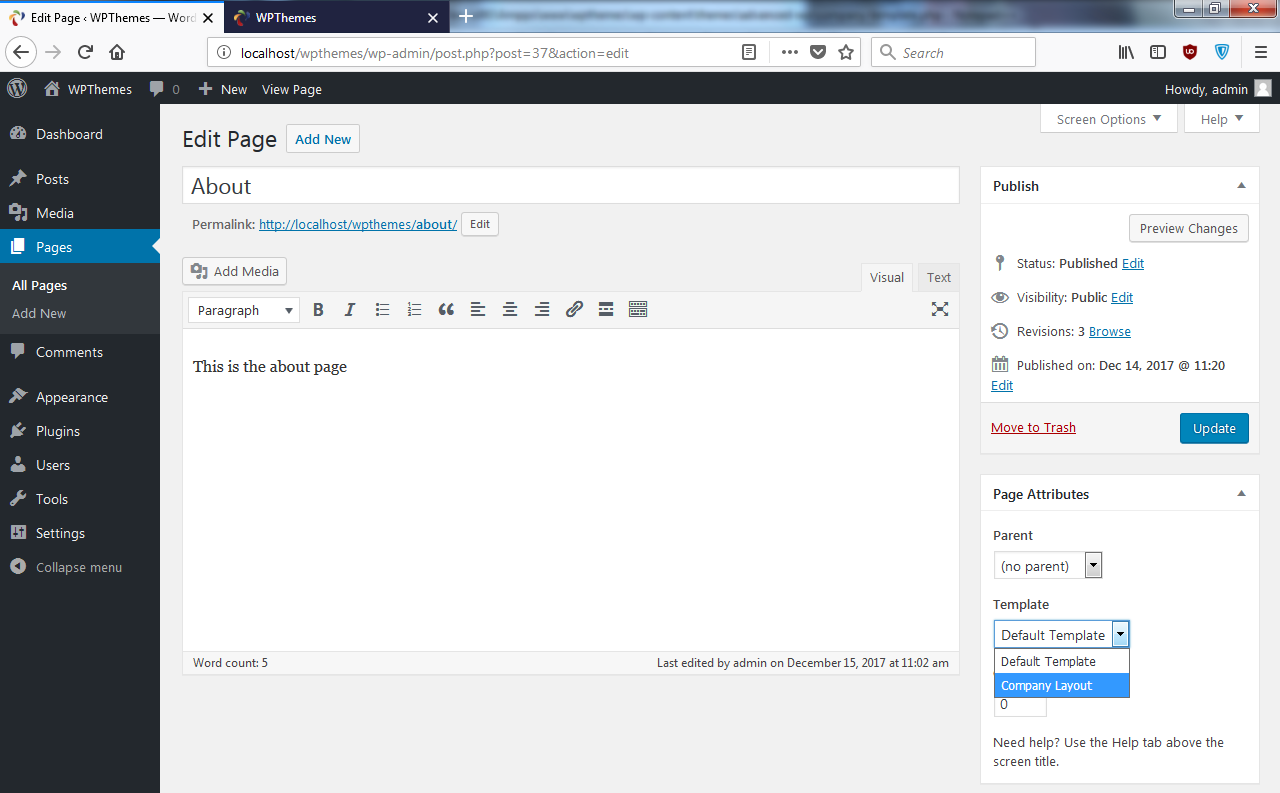 Edit Page ‹ WPThemes — Word
WPThemes
localhost/wpthemes/wp-admin/post.php?post=37&action=edit
Search
WPThemes
0
New
View Page
Howdy, admin
Screen Options
Help
Dashboard
Posts
Media
Pages
All Pages
Add New
Comments
Appearance
Plugins
Users
Tools
Settings
Collapse menu
Edit Page
Add New
About
Permalink: http://localhost/wpthemes/about/ Edit
Add Media
Visual
Text
Paragraph
B
I
This is the about page
Word count: 5
Last edited by admin on December 15, 2017 at 11:02 am
Publish
Preview Changes
Status: Published Edit
Visibility: Public Edit
Revisions: 3 Browse
Published on: Dec 14, 2017 @ 11:20
Edit
Move to Trash
Update
Page Attributes
Parent
(no parent)
Template
Default Template
Default Template
Company Layout
0
Need help? Use the Help tab above the
screen title.